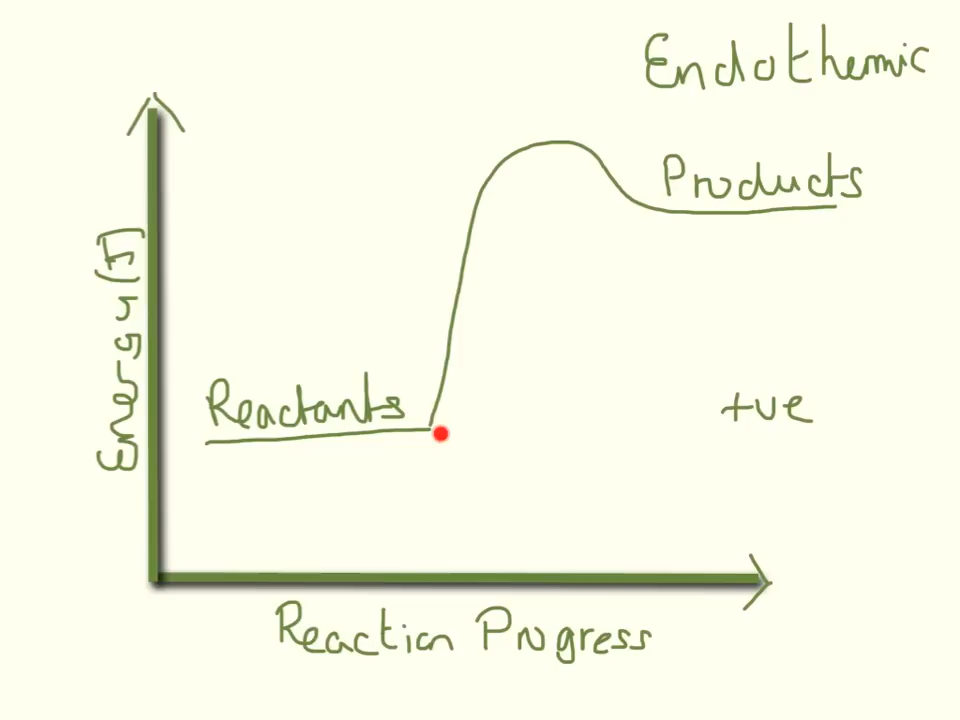 Endothemic
Products
Energy (J)
Reactants
+ve
Reaction Progress